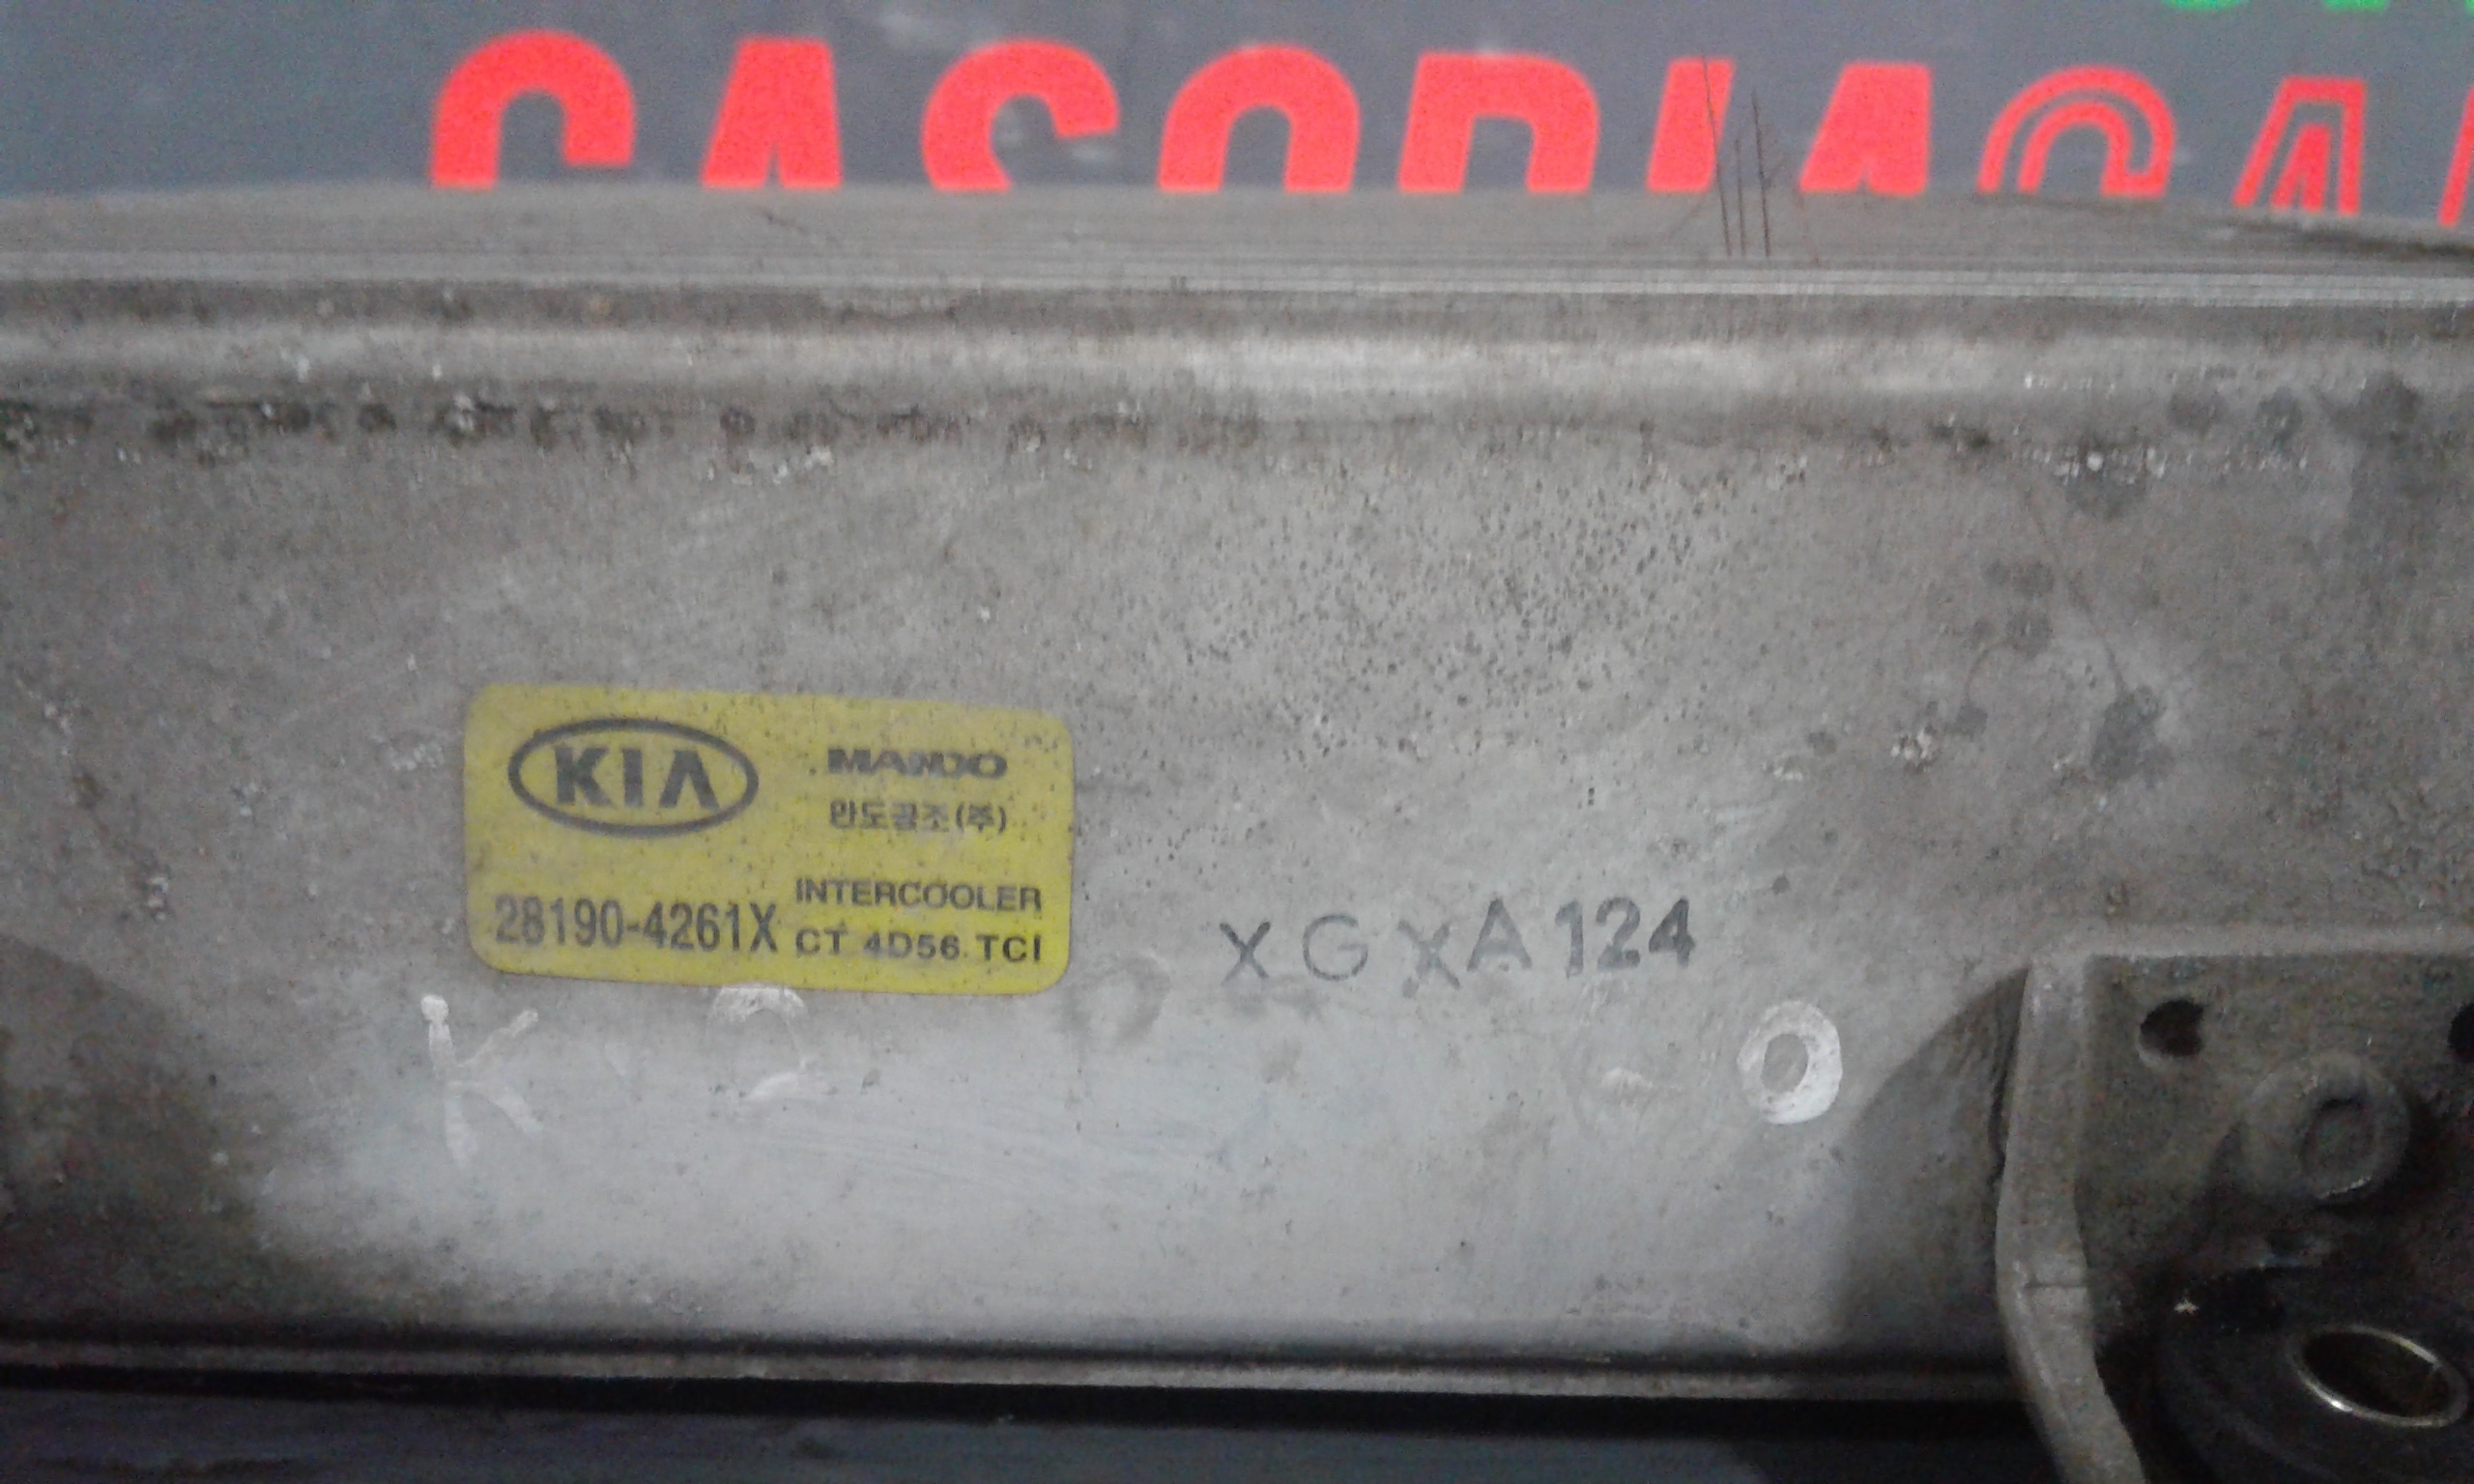 KIA
MANDO
만도공조(주)
28190-4261X
INTERCOOLER
CT 4D56 TCI
XGXA124